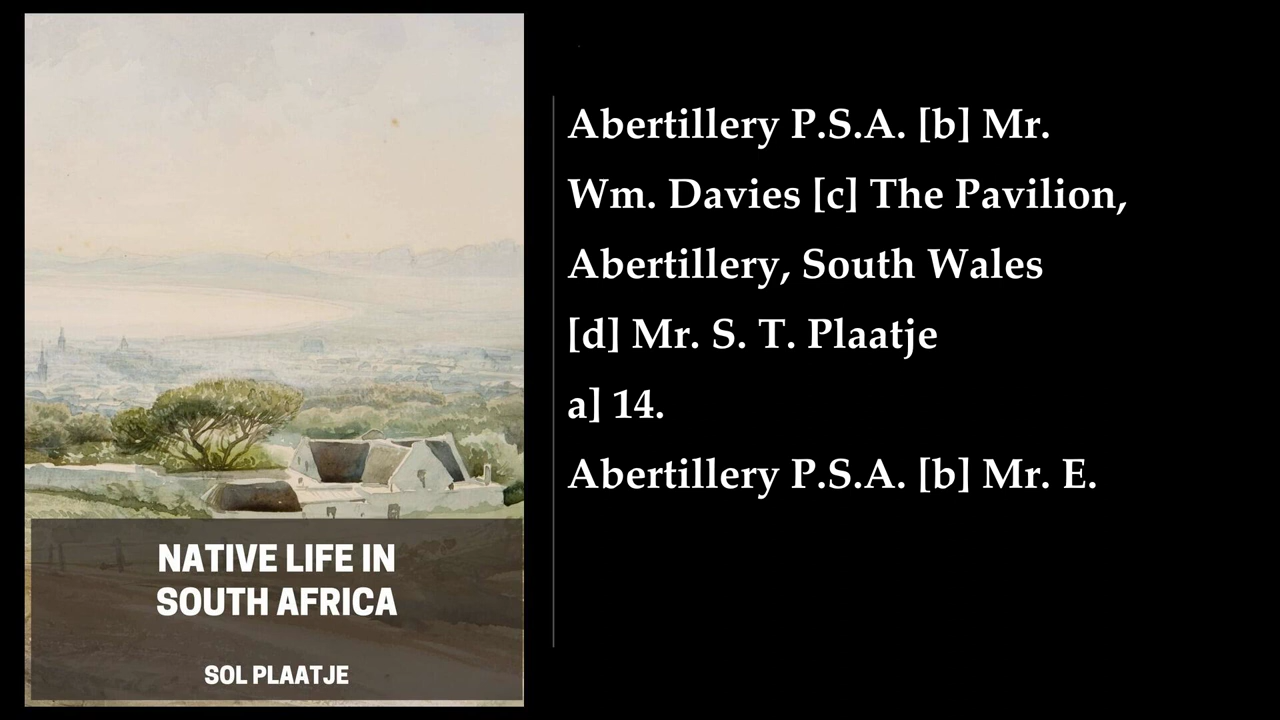 Abertillery P.S.A. [b] Mr.
Wm. Davies [c] The Pavilion,
Abertillery, South Wales
[d] Mr. S. T. Plaatje
a] 14.
Abertillery P.S.A. [b] Mr. E.
NATIVE LIFE IN
SOUTH AFRICA
SOL PLAATJE